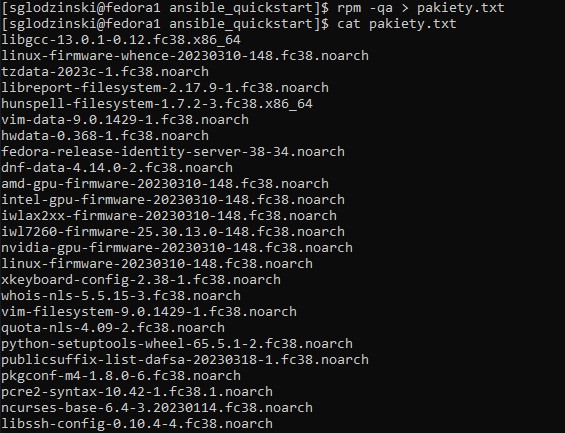 [sglodzinski@fedora1 ansible_quickstart]$ rpm -qa > pakiety.txt
[sglodzinski@fedora1 ansible_quickstart]$ cat pakiety.txt
libgcc-13.0.1-0.12.fc38.x86_64
linux-firmware-whence-20230310-148.fc38.noarch
tzdata-2023c-1.fc38.noarch
libreport-filesystem-2.17.9-1.fc38.noarch
hunspell-filesystem-1.7.2-3.fc38.x86_64
vim-data-9.0.1429-1.fc38.noarch
hwdata-0.368-1.fc38.noarch
fedora-release-identity-server-38-34.noarch
dnf-data-4.14.0-2.fc38.noarch
amd-gpu-firmware-20230310-148.fc38.noarch
intel-gpu-firmware-20230310-148.fc38.noarch
iwlax2xx-firmware-20230310-148.fc38.noarch
iwl7260-firmware-25.30.13.0-148.fc38.noarch
nvidia-gpu-firmware-20230310-148.fc38.noarch
linux-firmware-20230310-148.fc38.noarch
xkeyboard-config-2.38-1.fc38.noarch
whois-nls-5.5.15-3.fc38.noarch
vim-filesystem-9.0.1429-1.fc38.noarch
quota-nls-4.09-2.fc38.noarch
python-setuptools-wheel-65.5.1-2.fc38.noarch
publicsuffix-list-dafsa-20230318-1.fc38.noarch
pkgconf-m4-1.8.0-6.fc38.noarch
pcre2-syntax-10.42-1.fc38.1.noarch
ncurses-base-6.4-3.20230114.fc38.noarch
libssh-config-0.10.4-4.fc38.noarch